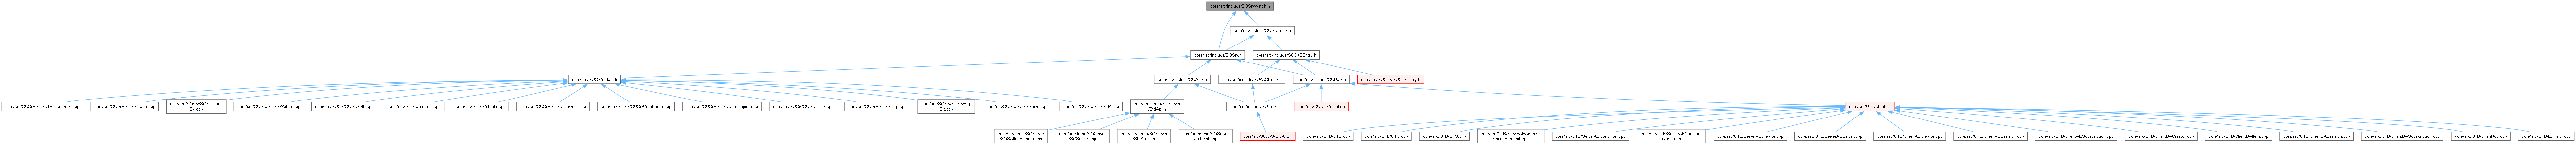 core/src/include/SOSrvWatch.h
core/src/include/SOSrvEntry.h
core/src/include/SOSrv.h
core/src/include/SODaSEntry.h
core/src/SOSrv/stdafx.h
core/src/include/SOAeS.h
core/src/include/SOAsSEntry.h
core/src/include/SODaS.h
core/src/SOXpS/SOXpSEntry.h
core/src/SOSrv/SOSrvTPDiscovery.cpp
core/src/SOSrv/SOSrvTrace.cpp
core/src/SOSrv/SOSrvTrace
Ex.cpp
core/src/SOSrv/SOSrvWatch.cpp
core/src/SOSrv/SOSrvXML.cpp
core/src/SOSrv/extimpl.cpp
core/src/SOSrv/stdafx.cpp
core/src/SOSrv/SOSrvBrowser.cpp
core/src/SOSrv/SOSrvComEnum.cpp
core/src/SOSrv/SOSrvComObject.cpp
core/src/SOSrv/SOSrvEntry.cpp
core/src/SOSrv/SOSrvHttp.cpp
core/src/SOSrv/SOSrvHttp
Ex.cpp
core/src/SOSrv/SOSrvServer.cpp
core/src/SOSrv/SOSrvTP.cpp
core/src/demo/SOServer
/StdAfx.h
core/src/include/SOAsS.h
core/src/SODaS/stdafx.h
core/src/OTB/stdafx.h
core/src/demo/SOServer
/SOSAllocHelpers.cpp
core/src/demo/SOServer
/SOServer.cpp
core/src/demo/SOServer
/StdAfx.cpp
core/src/demo/SOServer
/extimpl.cpp
core/src/SOXpS/StdAfx.h
core/src/OTB/OTB.cpp
core/src/OTB/OTC.cpp
core/src/OTB/OTS.cpp
core/src/OTB/ServerAEAddress
SpaceElement.cpp
core/src/OTB/ServerAECondition.cpp
core/src/OTB/ServerAECondition
Class.cpp
core/src/OTB/ServerAECreator.cpp
core/src/OTB/ServerAEServer.cpp
core/src/OTB/ClientAECreator.cpp
core/src/OTB/ClientAESession.cpp
core/src/OTB/ClientAESubscription.cpp
core/src/OTB/ClientDACreator.cpp
core/src/OTB/ClientDAItem.cpp
core/src/OTB/ClientDASession.cpp
core/src/OTB/ClientDASubscription.cpp
core/src/OTB/ClientJob.cpp
core/src/OTB/ExtImpl.cpp